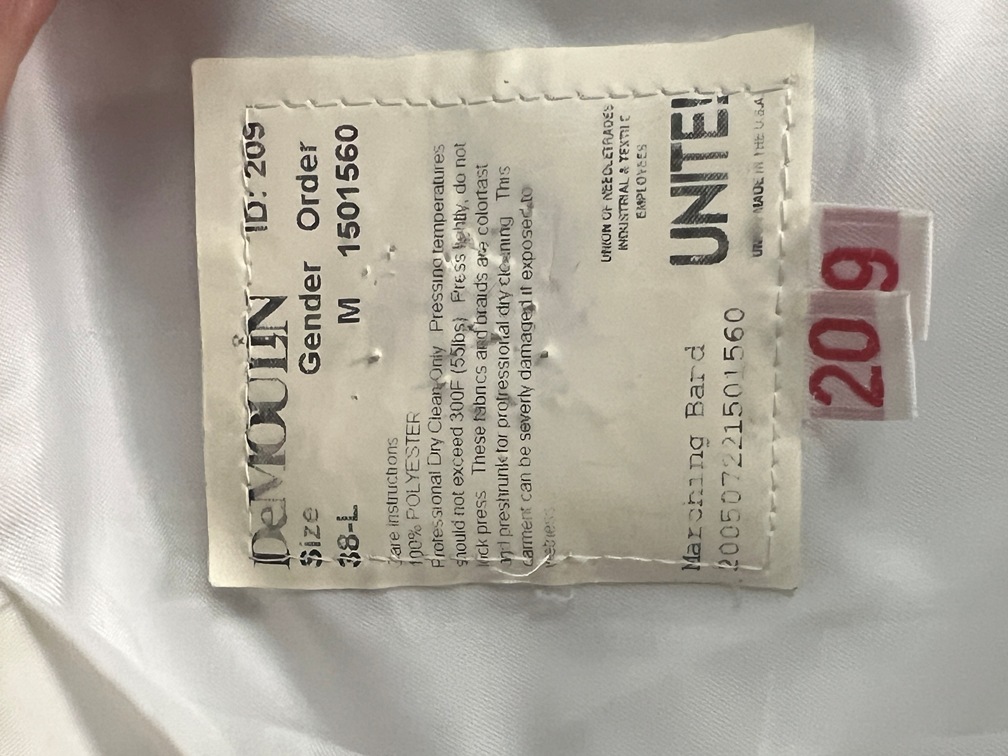 DeMOULIN ID: 209
Size Gender Order
38-L M 1501560
Care Instructions
100% POLYESTER
Professional Dry Clean Only Pressing temperatures
should not exceed 300F (55lbs) Press lightly, do not
lock press. These fabrics and braids are colorfast
and preshrunk for professional dry cleaning This
garment can be severly damaged if exposed to
wetness.
UNION OF NEEDLETRADES
INDUSTRIAL & TEXTILE
EMPLOYEES
UNITE!
MADE IN THE U.S.A.
Marching Band
200507221501560
209